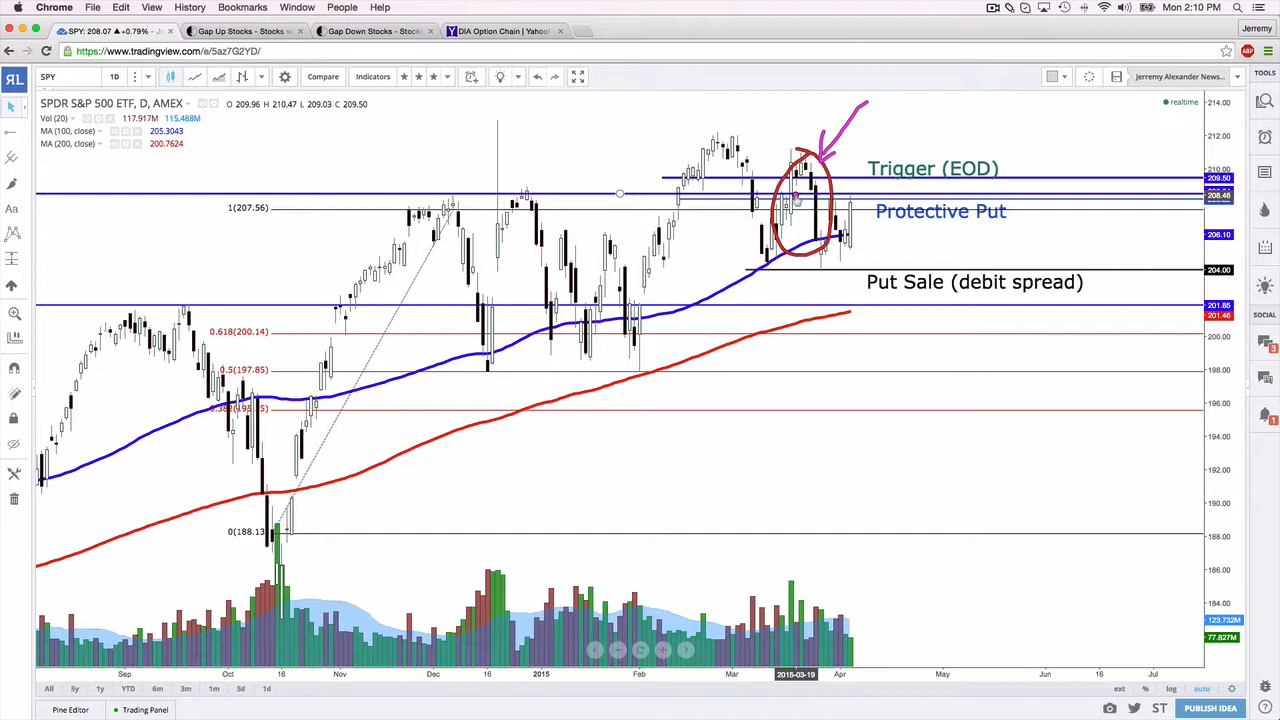 Chrome File Edit View History Bookmarks Window People Help
Mon 2:10 PM
SPY: 208.07 ▲ +0.79% - J
Gap Up Stocks - Stocks w
Gap Down Stocks - Stocks
DIA Option Chain | Yahoo!
Jerremy
https://www.tradingview.com/e/5az7G2YD/
SPY 1D Compare Indicators Jerremy Alexander News...
TOOLS
SPDR S&P 500 ETF, D, AMEX O 209.96 H 210.47 L 209.03 C 209.50
realtime
Vol (20) 117.917M 115.488M
MA (100, close) 205.3043
MA (200, close) 200.7624
214.00
212.00
210.00
Trigger (EOD)
209.50
208.46
1(207.56)
Protective Put
206.10
204.00
Put Sale (debit spread)
201.85
201.46
0.618(200.14)
200.00
0.5(197.85)
198.00
196.00
194.00
192.00
190.00
0(188.13)
188.00
186.00
184.00
123.732M
77.827M
SOCIAL
3
1
Sep Oct 16 Nov Dec 16 2015 Feb Mar 2015-03-19 Apr May Jun 16 Jul
All 5y 1y YTD 6m 3m 1m 5d 1d ext % log auto
Pine Editor Trading Panel ST PUBLISH IDEA